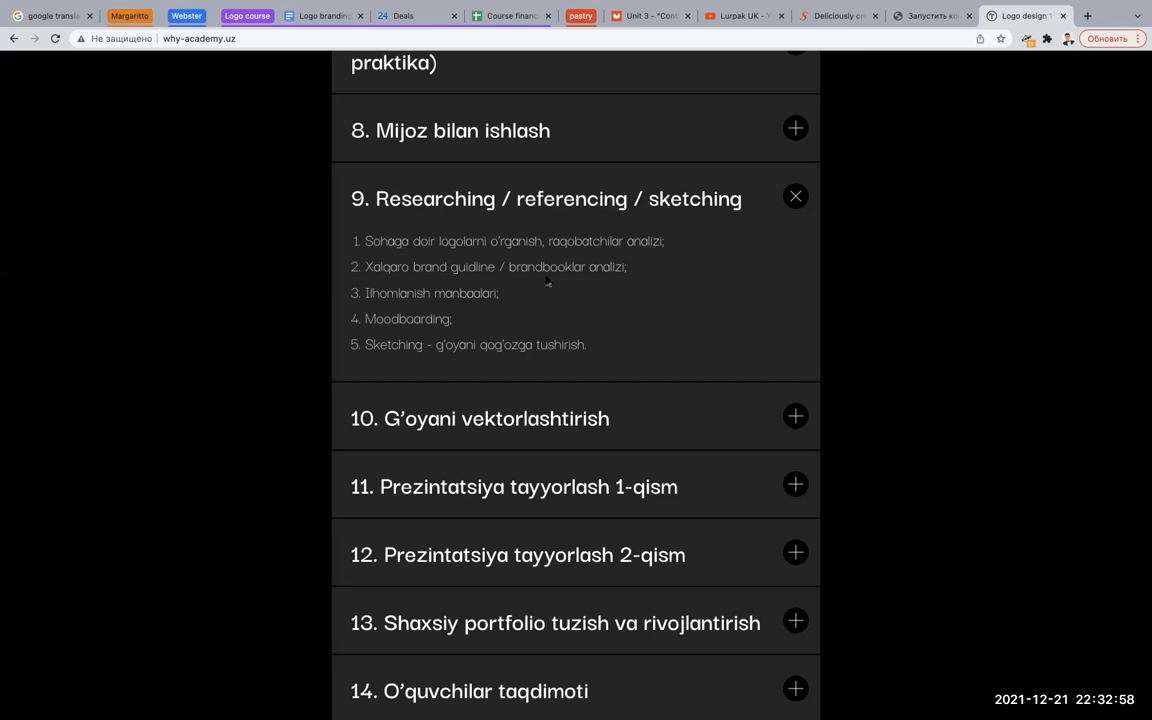 google transla
Margaritto
Webster
Logo course
Logo branding
24 Deals
Course financ
pastry
Unit 3 - "Cont
Lurpak UK - Y
Deliciously cr
Запустить ко
Logo design 1
Не защищено | why-academy.uz
Обновить
praktika)
8. Mijoz bilan ishlash
9. Researching / referencing / sketching
1. Sohaga doir logolarni o'rganish, raqobatchilar analizi;
2. Xalqaro brand guidline / brandbooklar analizi;
3. Ilhomlanish manbaalari;
4. Moodboarding;
5. Sketching - g'oyani qog'ozga tushirish.
10. G'oyani vektorlashtirish
11. Prezintatsiya tayyorlash 1-qism
12. Prezintatsiya tayyorlash 2-qism
13. Shaxsiy portfolio tuzish va rivojlantirish
14. O'quvchilar taqdimoti
2021-12-21 22:32:58